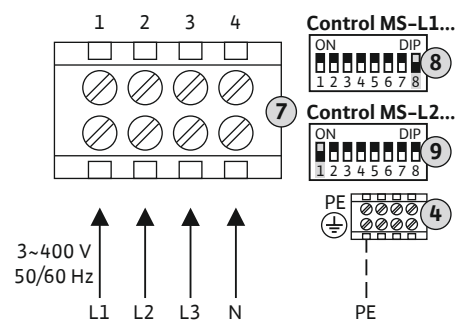 1 2 3 4
7
3~400 V
50/60 Hz
L1 L2 L3 N
Control MS-L1...
ON DIP
1 2 3 4 5 6 7 8
8
Control MS-L2...
ON DIP
1 2 3 4 5 6 7 8
9
PE
4
PE